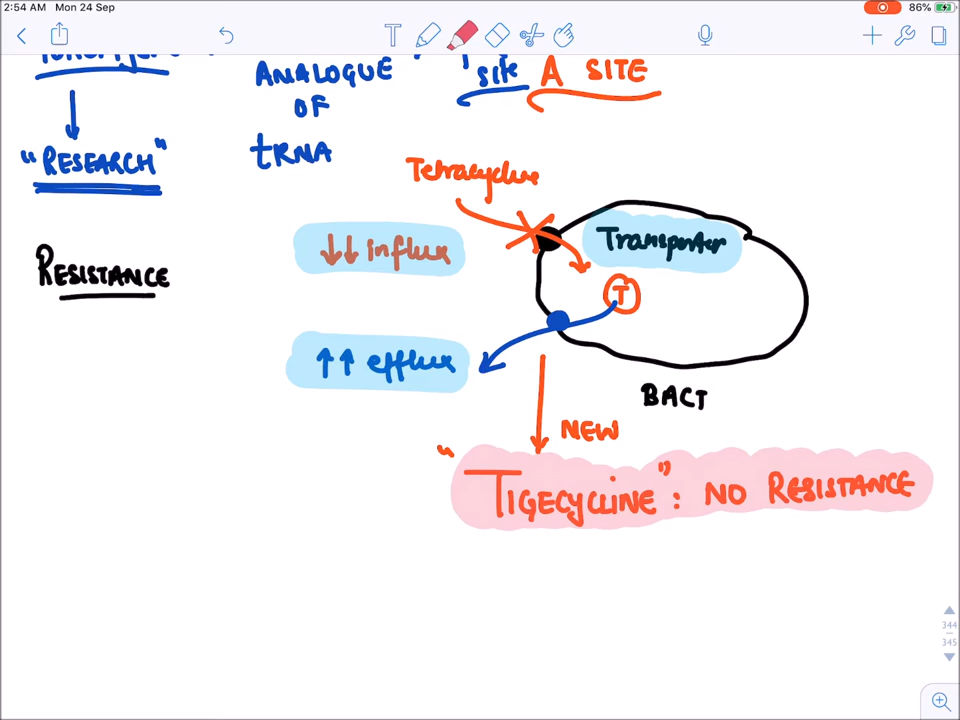 2:54 AM Mon 24 Sep
86%
T
site
A SITE
ANALOGUE
OF
tRNA
"RESEARCH"
Tetracycline
↓↓ influx
Transporter
RESISTANCE
T
↑↑ efflux
BACT
NEW
"TIGECYCLINE": NO RESISTANCE
344
345